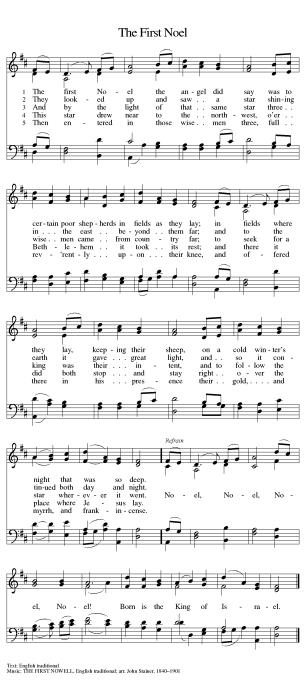 The First Noel
1 The first No - el the an - gel did say was to
2 They look - ed up and saw . . a star shin - ing
3 And by the light of that . . same star three . .
4 This star drew near to the . . north - west, o'er . .
5 Then en - tered in those wise . . men three, full . .
cer - tain poor shep - herds in fields as they lay; in fields where
in . . . the east . . be - yond . . them far; and to the
wise . . men came . . from coun - try far; to seek for a
Beth - le - hem . . it took . . its rest; and there it
rev - 'rent - ly . . . up - on . . . their knee, and of - fered
they lay, keep - ing their sheep, on a cold win - ter's
earth it gave . . . great light, and . . so it con -
king was their . . . in - tent, and to fol - low the
did both stop . . . and stay right . . o - ver the
there in his . . . pres - ence their . . gold, . . . and
night that was so deep.
tin - ued both day and night.
star wher - ev - er it went.
place where Je - sus lay.
myrrh, and frank - in - cense.
Refrain
No - el, No - el, No -
el, No - el! Born is the King of Is - ra - el.
Text: English traditional
Music: THE FIRST NOWELL, English traditional; arr. John Stainer, 1840–1901